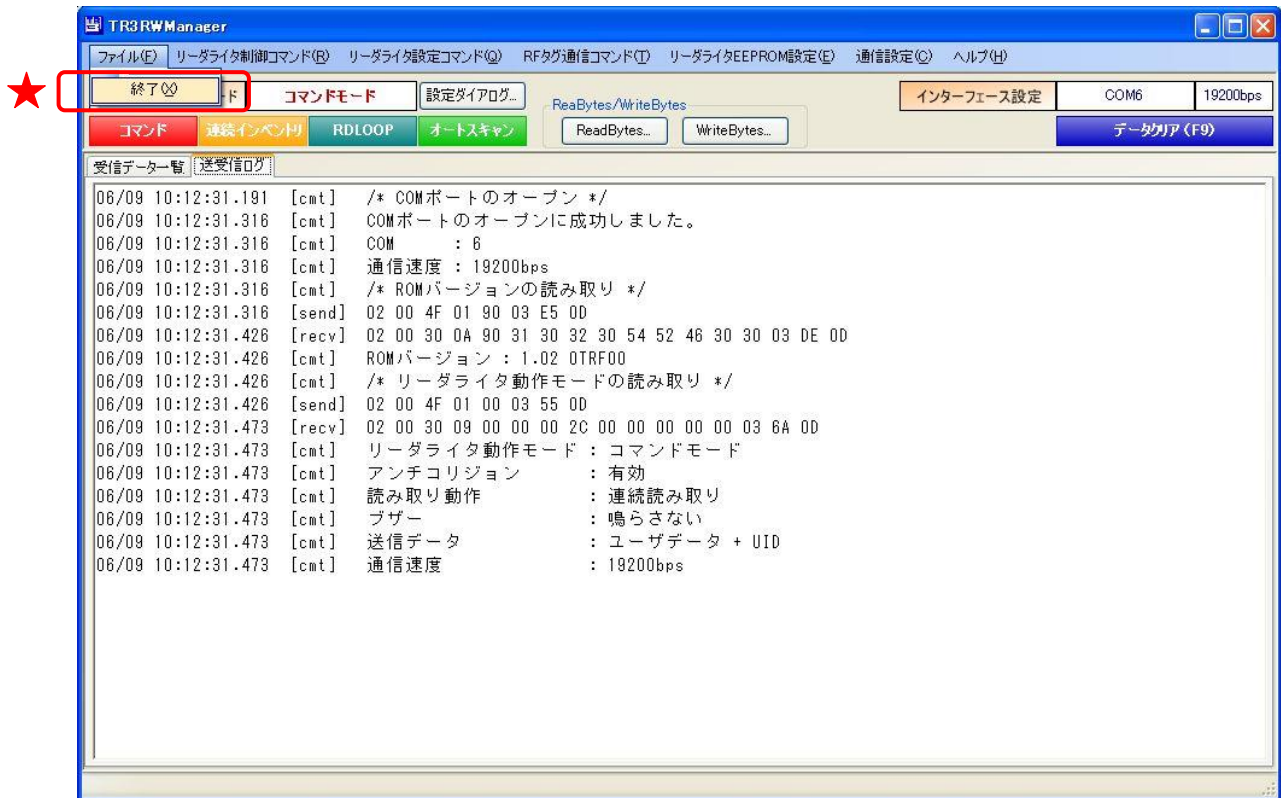 TR3RWManager
ファイル(F) リーダライタ制御コマンド(R) リーダライタ設定コマンド(Q) RFタグ通信コマンド(T) リーダライタEEPROM設定(E) 通信設定(C) ヘルプ(H)
★ 終了(X) ード コマンドモード 設定ダイアログ... ReaBytes/WriteBytes インターフェース設定 COM6 19200bps
コマンド 連続インベントリ RDLOOP オートスキャン ReadBytes... WriteBytes... データクリア(F9)
受信データ一覧 送受信ログ
06/09 10:12:31.191 [cmt] /* COMポートのオープン */
06/09 10:12:31.316 [cmt] COMポートのオープンに成功しました。
06/09 10:12:31.316 [cmt] COM : 6
06/09 10:12:31.316 [cmt] 通信速度 : 19200bps
06/09 10:12:31.316 [cmt] /* ROMバージョンの読み取り */
06/09 10:12:31.316 [send] 02 00 4F 01 90 03 E5 0D
06/09 10:12:31.426 [recv] 02 00 30 0A 90 31 30 32 30 54 52 46 30 30 03 DE 0D
06/09 10:12:31.426 [cmt] ROMバージョン : 1.02 0TRF00
06/09 10:12:31.426 [cmt] /* リーダライタ動作モードの読み取り */
06/09 10:12:31.426 [send] 02 00 4F 01 00 03 55 0D
06/09 10:12:31.473 [recv] 02 00 30 09 00 00 00 2C 00 00 00 00 00 03 6A 0D
06/09 10:12:31.473 [cmt] リーダライタ動作モード : コマンドモード
06/09 10:12:31.473 [cmt] アンチコリジョン : 有効
06/09 10:12:31.473 [cmt] 読み取り動作 : 連続読み取り
06/09 10:12:31.473 [cmt] ブザー : 鳴らさない
06/09 10:12:31.473 [cmt] 送信データ : ユーザデータ + UID
06/09 10:12:31.473 [cmt] 通信速度 : 19200bps